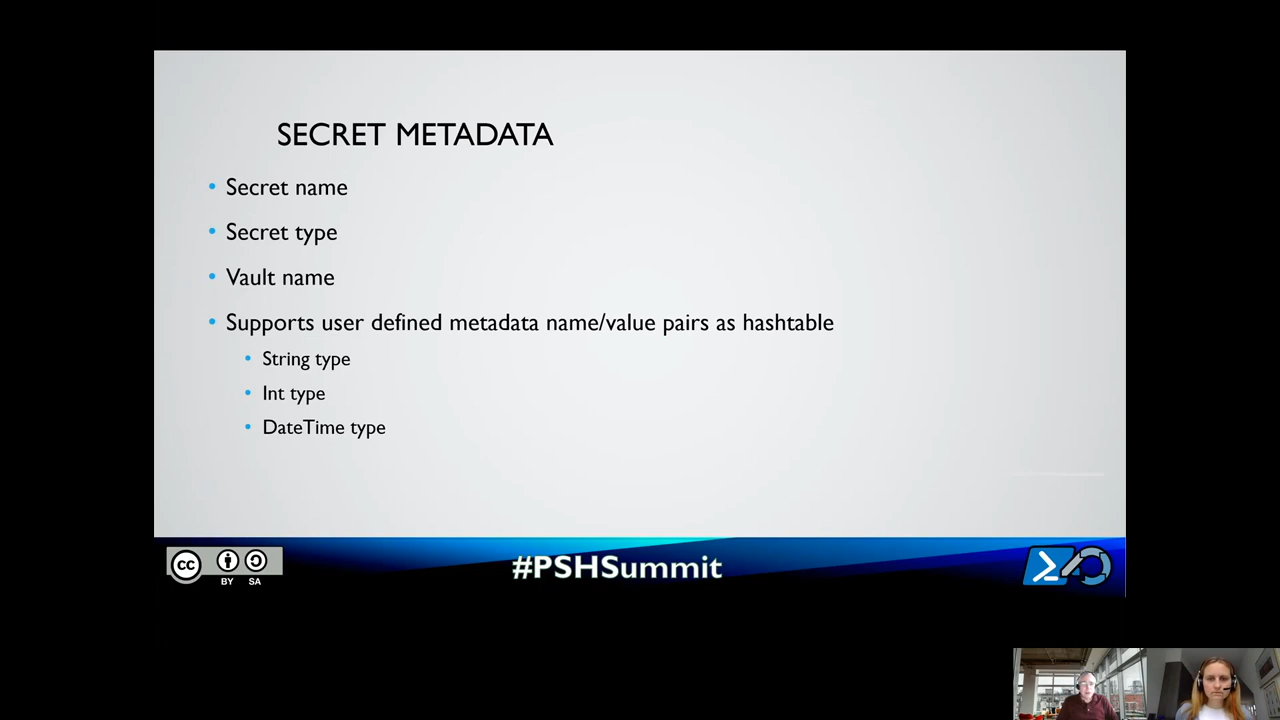 SECRET METADATA
• Secret name
• Secret type
• Vault name
• Supports user defined metadata name/value pairs as hashtable
• String type
• Int type
• DateTime type
cc
BY SA
#PSHSummit